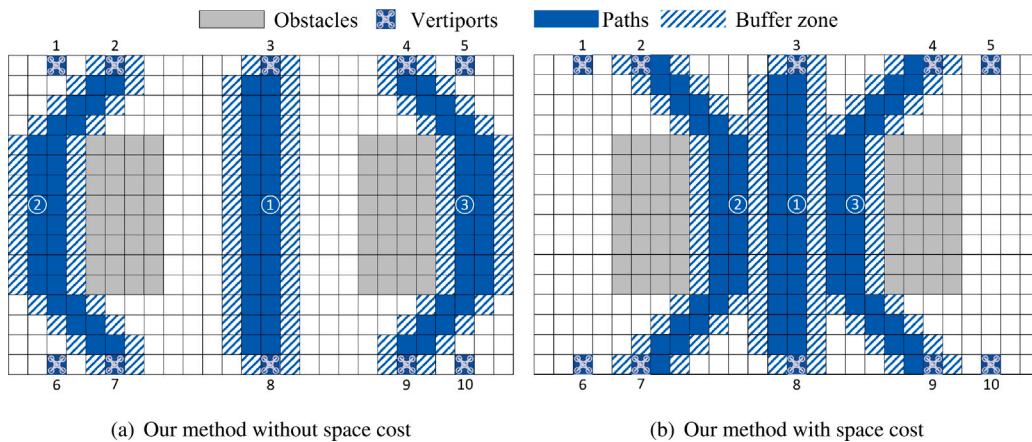 Obstacles Vertiports Paths Buffer zone
1 2 3 4 5
1 2 3 4 5
② ① ③
② ① ③
6 7 8 9 10
6 7 8 9 10
(a) Our method without space cost
(b) Our method with space cost